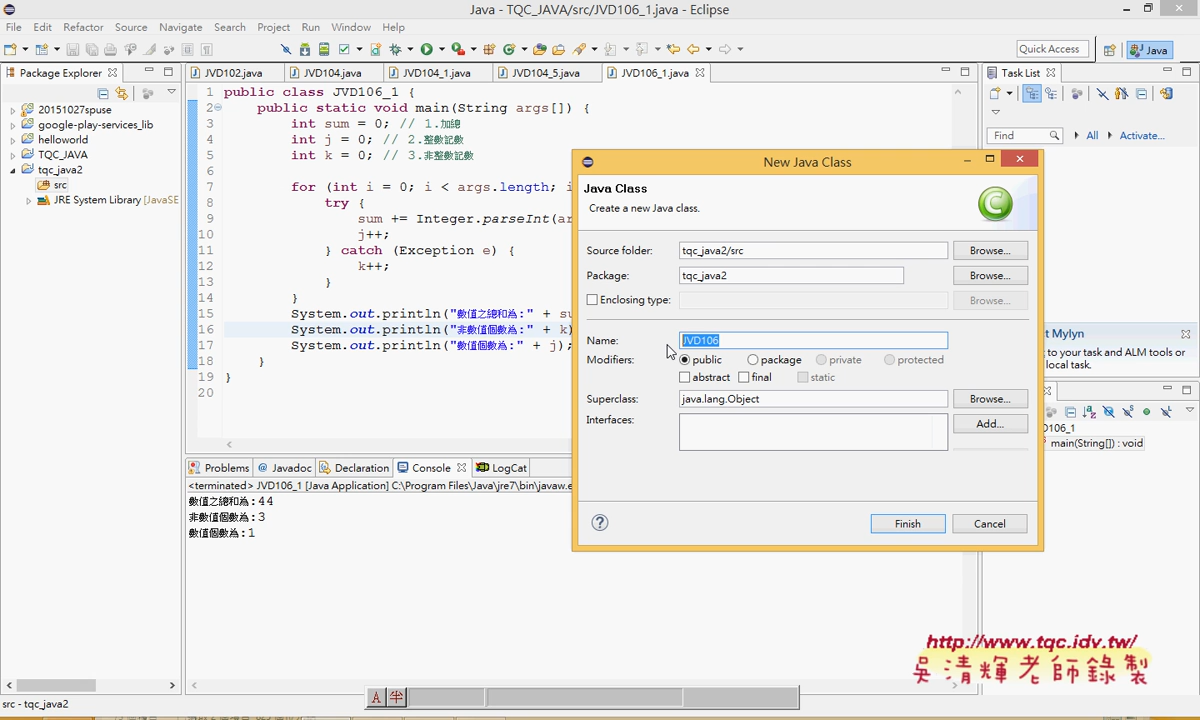 Java - TQC_JAVA/src/JVD106_1.java - Eclipse
File Edit Refactor Source Navigate Search Project Run Window Help
Quick Access
Java
Package Explorer
JVD102.java
JVD104.java
JVD104_1.java
JVD104_5.java
JVD106_1.java
Task List
20151027spuse
google-play-services_lib
helloworld
TQC_JAVA
tqc_java2
src
JRE System Library [JavaSE
1 public class JVD106_1 {
2 public static void main(String args[]) {
3 int sum = 0; // 1.加總
4 int j = 0; // 2.整數記數
5 int k = 0; // 3.非整數記數
6
7 for (int i = 0; i < args.length; i
8 try {
9 sum += Integer.parseInt(ar
10 j++;
11 } catch (Exception e) {
12 k++;
13 }
14 }
15 System.out.println("數值之總和為:" + su
16 System.out.println("非數值個數為:" + k)
17 System.out.println("數值個數為:" + j);
18 }
19 }
20
Find
All
Activate...
New Java Class
Java Class
Create a new Java class.
Source folder: tqc_java2/src Browse...
Package: tqc_java2 Browse...
Enclosing type: Browse...
Name: JVD106
Modifiers: public package private protected
abstract final static
Superclass: java.lang.Object Browse...
Interfaces: Add...
Finish Cancel
t Mylyn
to your task and ALM tools or
local task.
D106_1
main(String[]) : void
Problems @ Javadoc Declaration Console LogCat
<terminated> JVD106_1 [Java Application] C:\Program Files\Java\jre7\bin\javaw.e
數值之總和為:44
非數值個數為:3
數值個數為:1
http://www.tqc.idv.tw/
吳清輝老師錄製
A 半
src - tqc_java2